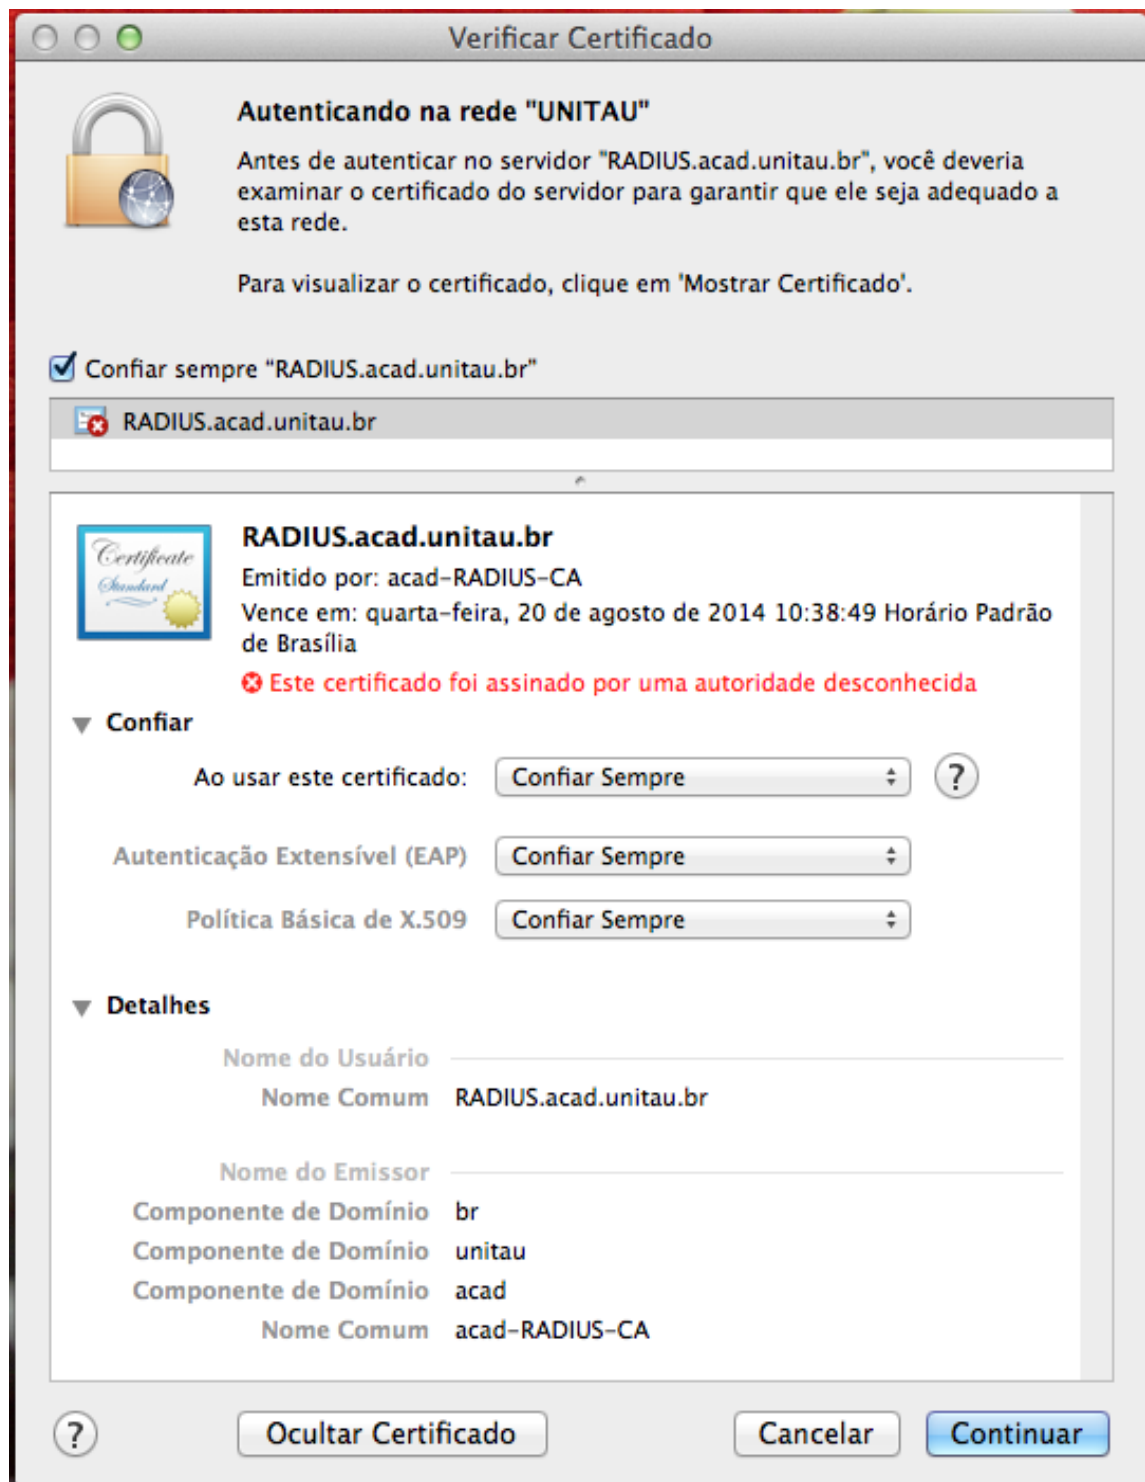 Verificar Certificado
Autenticando na rede "UNITAU"
Antes de autenticar no servidor "RADIUS.acad.unitau.br", você deveria
examinar o certificado do servidor para garantir que ele seja adequado a
esta rede.
Para visualizar o certificado, clique em 'Mostrar Certificado'.
Confiar sempre “RADIUS.acad.unitau.br”
RADIUS.acad.unitau.br
Certificate
Standard
RADIUS.acad.unitau.br
Emitido por: acad-RADIUS-CA
Vence em: quarta-feira, 20 de agosto de 2014 10:38:49 Horário Padrão
de Brasília
Este certificado foi assinado por uma autoridade desconhecida
Confiar
Ao usar este certificado: Confiar Sempre ?
Autenticação Extensível (EAP) Confiar Sempre
Política Básica de X.509 Confiar Sempre
Detalhes
Nome do Usuário
Nome Comum RADIUS.acad.unitau.br
Nome do Emissor
Componente de Domínio br
Componente de Domínio unitau
Componente de Domínio acad
Nome Comum acad-RADIUS-CA
? Ocultar Certificado Cancelar Continuar